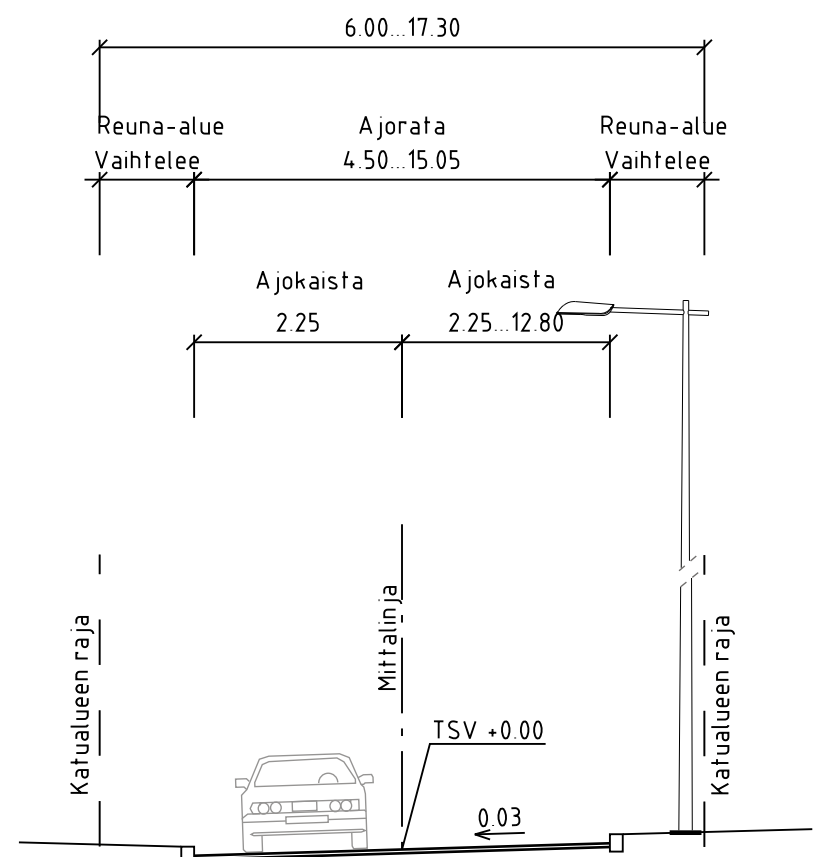 6.00...17.30
Reuna-alue Ajorata Reuna-alue
Vaihtelee 4.50...15.05 Vaihtelee
Ajokaista Ajokaista
2.25 2.25...12.80
Mittalinja
Katualueen raja Katualueen raja
TSV +0.00
0.03